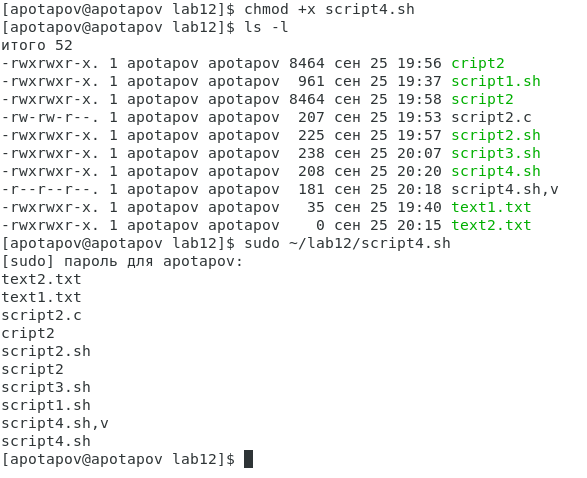 [apotapov@apotapov lab12]$ chmod +x script4.sh
[apotapov@apotapov lab12]$ ls -l
итого 52
-rwxrwxr-x. 1 apotapov apotapov 8464 сен 25 19:56 cript2
-rwxrwxr-x. 1 apotapov apotapov  961 сен 25 19:37 script1.sh
-rwxrwxr-x. 1 apotapov apotapov 8464 сен 25 19:58 script2
-rw-rw-r--. 1 apotapov apotapov  207 сен 25 19:53 script2.c
-rwxrwxr-x. 1 apotapov apotapov  225 сен 25 19:57 script2.sh
-rwxrwxr-x. 1 apotapov apotapov  238 сен 25 20:07 script3.sh
-rwxrwxr-x. 1 apotapov apotapov  208 сен 25 20:20 script4.sh
-r--r--r--. 1 apotapov apotapov  181 сен 25 20:18 script4.sh,v
-rwxrwxr-x. 1 apotapov apotapov   35 сен 25 19:40 text1.txt
-rwxrwxr-x. 1 apotapov apotapov    0 сен 25 20:15 text2.txt
[apotapov@apotapov lab12]$ sudo ~/lab12/script4.sh
[sudo] пароль для apotapov:
text2.txt
text1.txt
script2.c
cript2
script2.sh
script2
script3.sh
script1.sh
script4.sh,v
script4.sh
[apotapov@apotapov lab12]$